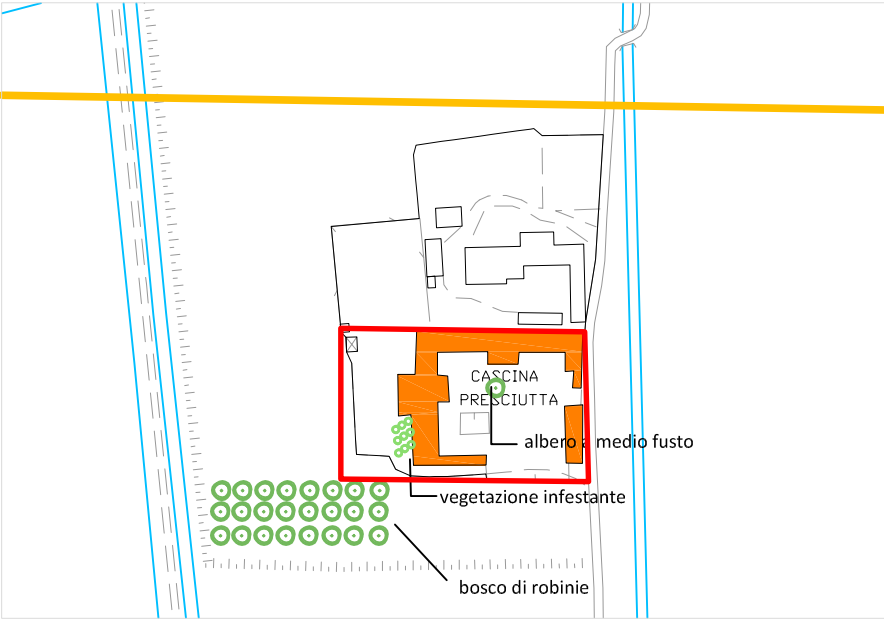 CASCINA
PRESCIUTTA
albero a medio fusto
vegetazione infestante
bosco di robinie